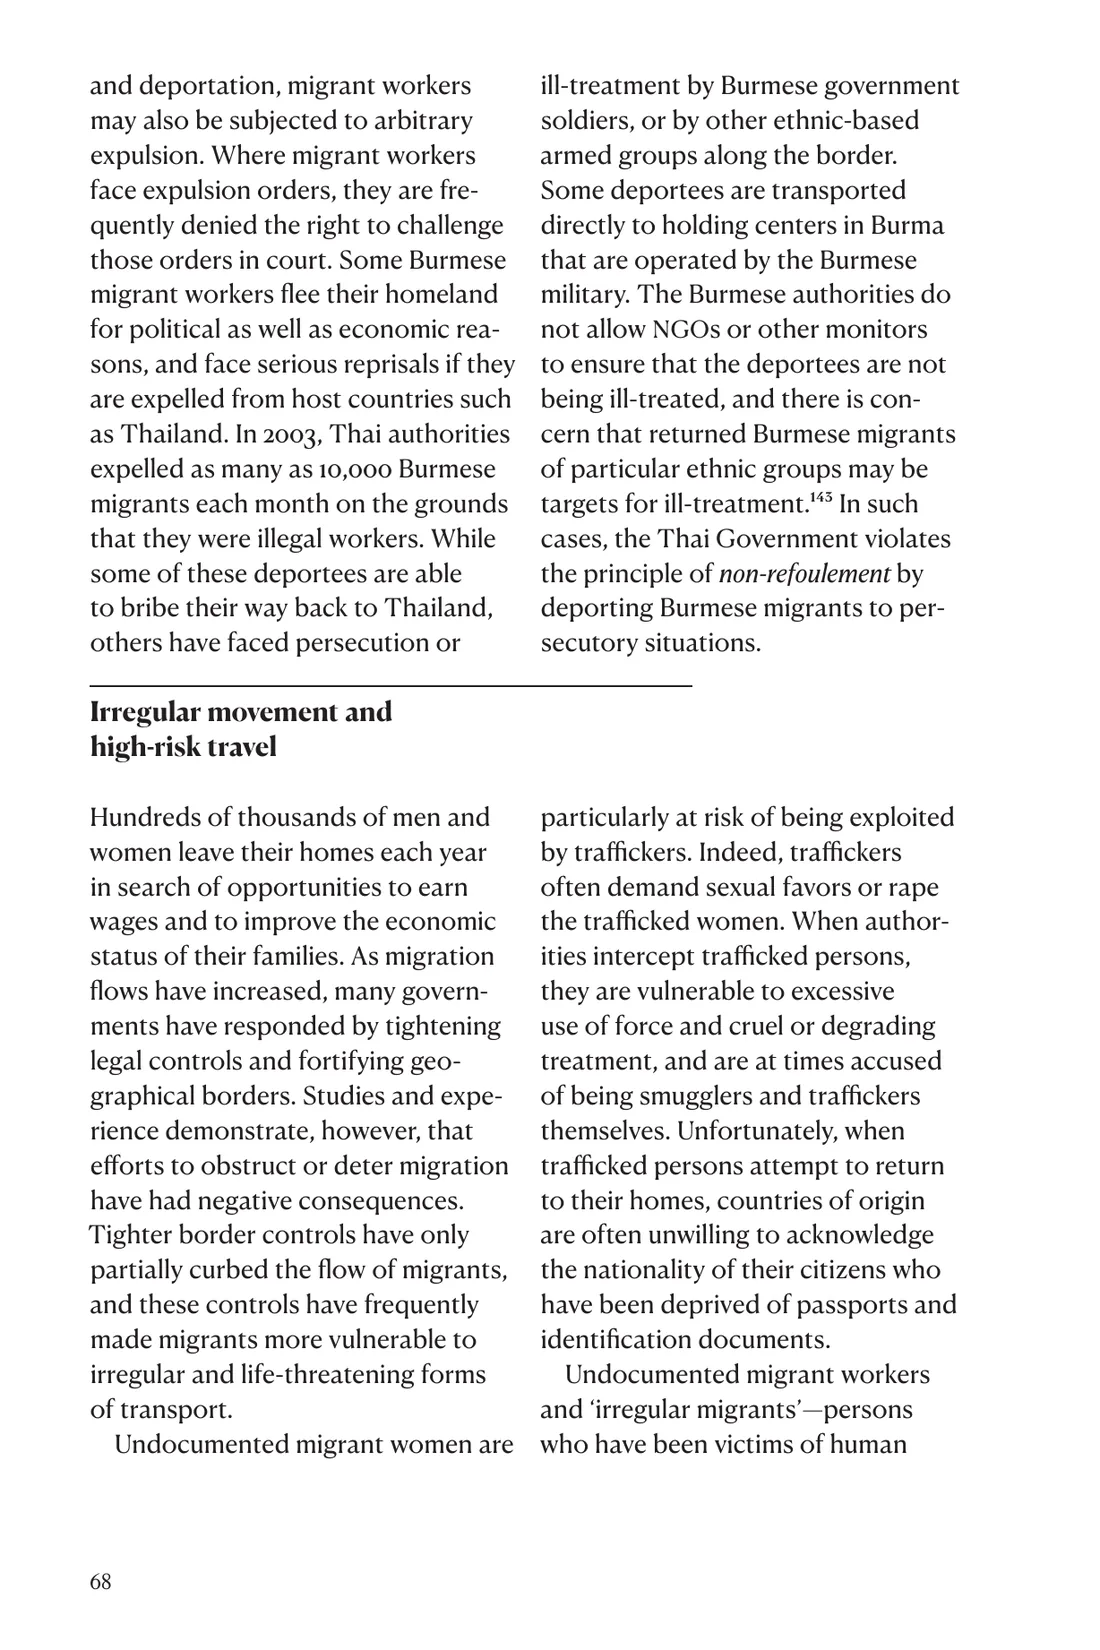 and deportation, migrant workers
may also be subjected to arbitrary
expulsion. Where migrant workers
face expulsion orders, they are fre-
quently denied the right to challenge
those orders in court. Some Burmese
migrant workers flee their homeland
for political as well as economic rea-
sons, and face serious reprisals if they
are expelled from host countries such
as Thailand. In 2003, Thai authorities
expelled as many as 10,000 Burmese
migrants each month on the grounds
that they were illegal workers. While
some of these deportees are able
to bribe their way back to Thailand,
others have faced persecution or
ill-treatment by Burmese government
soldiers, or by other ethnic-based
armed groups along the border.
Some deportees are transported
directly to holding centers in Burma
that are operated by the Burmese
military. The Burmese authorities do
not allow NGOs or other monitors
to ensure that the deportees are not
being ill-treated, and there is con-
cern that returned Burmese migrants
of particular ethnic groups may be
targets for ill-treatment.¹⁴³ In such
cases, the Thai Government violates
the principle of non-refoulement by
deporting Burmese migrants to per-
secutory situations.
Irregular movement and
high-risk travel
Hundreds of thousands of men and
women leave their homes each year
in search of opportunities to earn
wages and to improve the economic
status of their families. As migration
flows have increased, many govern-
ments have responded by tightening
legal controls and fortifying geo-
graphical borders. Studies and expe-
rience demonstrate, however, that
efforts to obstruct or deter migration
have had negative consequences.
Tighter border controls have only
partially curbed the flow of migrants,
and these controls have frequently
made migrants more vulnerable to
irregular and life-threatening forms
of transport.
Undocumented migrant women are
particularly at risk of being exploited
by traffickers. Indeed, traffickers
often demand sexual favors or rape
the trafficked women. When author-
ities intercept trafficked persons,
they are vulnerable to excessive
use of force and cruel or degrading
treatment, and are at times accused
of being smugglers and traffickers
themselves. Unfortunately, when
trafficked persons attempt to return
to their homes, countries of origin
are often unwilling to acknowledge
the nationality of their citizens who
have been deprived of passports and
identification documents.
Undocumented migrant workers
and ‘irregular migrants’—persons
who have been victims of human
68